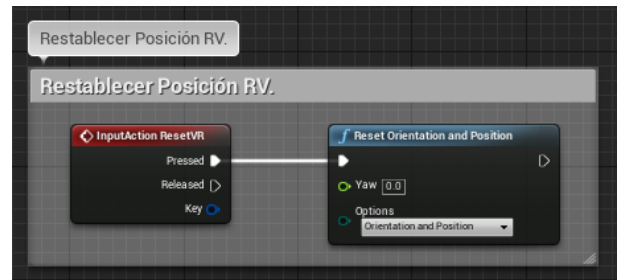 Restablecer Posición RV.
Restablecer Posición RV.
InputAction ResetVR
Pressed
Released
Key
Reset Orientation and Position
Yaw 0.0
Options
Orientation and Position